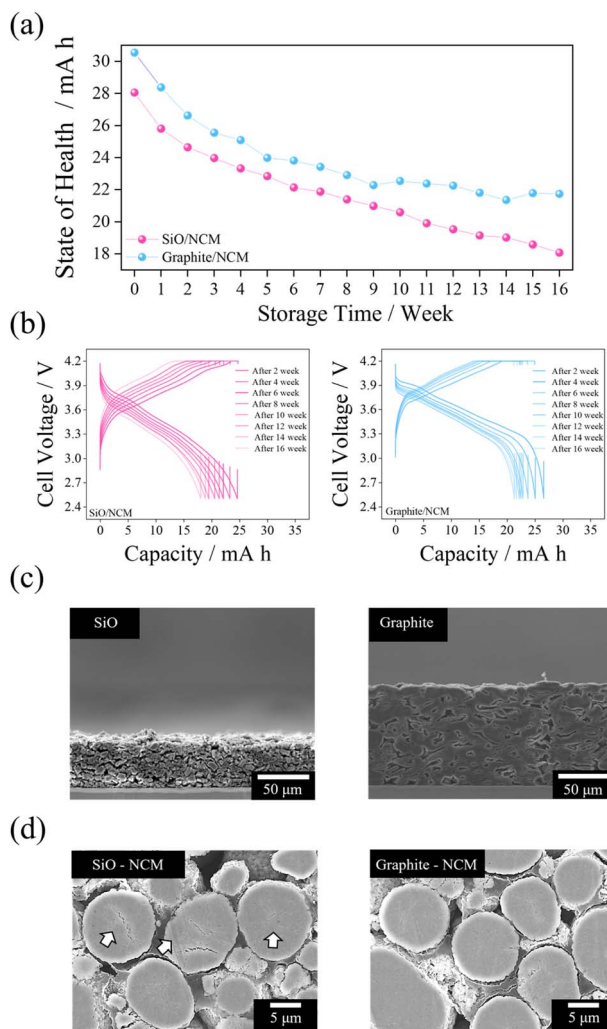 (a)
State of Health / mA h
30
28
26
24
22
20
18
SiO/NCM
Graphite/NCM
0 1 2 3 4 5 6 7 8 9 10 11 12 13 14 15 16
Storage Time / Week
(b)
Cell Voltage / V
4.2
3.9
3.6
3.3
3.0
2.7
2.4
After 2 week
After 4 week
After 6 week
After 8 week
After 10 week
After 12 week
After 14 week
After 16 week
SiO/NCM
0 5 10 15 20 25 30 35
Capacity / mA h
Cell Voltage / V
4.2
3.9
3.6
3.3
3.0
2.7
2.4
After 2 week
After 4 week
After 6 week
After 8 week
After 10 week
After 12 week
After 14 week
After 16 week
Graphite/NCM
0 5 10 15 20 25 30 35
Capacity / mA h
(c)
SiO
50 μm
Graphite
50 μm
(d)
SiO - NCM
5 μm
Graphite - NCM
5 μm